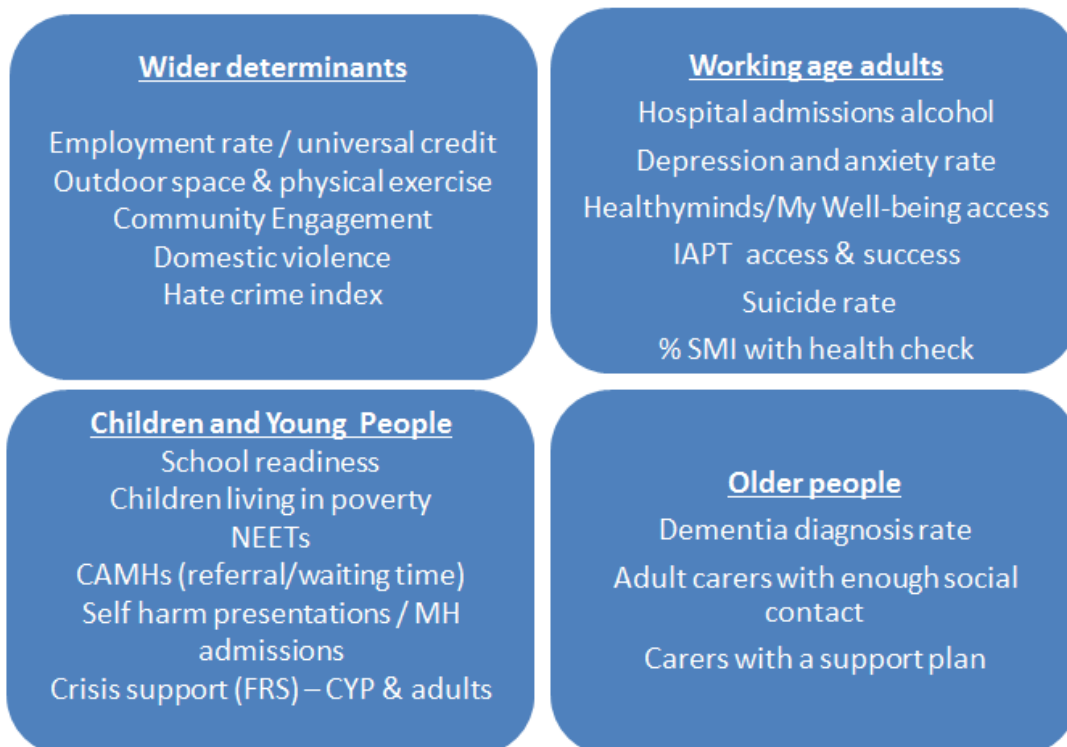 Wider determinants
Employment rate / universal credit
Outdoor space & physical exercise
Community Engagement
Domestic violence
Hate crime index
Working age adults
Hospital admissions alcohol
Depression and anxiety rate
Healthyminds/My Well-being access
IAPT access & success
Suicide rate
% SMI with health check
Children and Young People
School readiness
Children living in poverty
NEETs
CAMHs (referral/waiting time)
Self harm presentations / MH
admissions
Crisis support (FRS) – CYP & adults
Older people
Dementia diagnosis rate
Adult carers with enough social
contact
Carers with a support plan